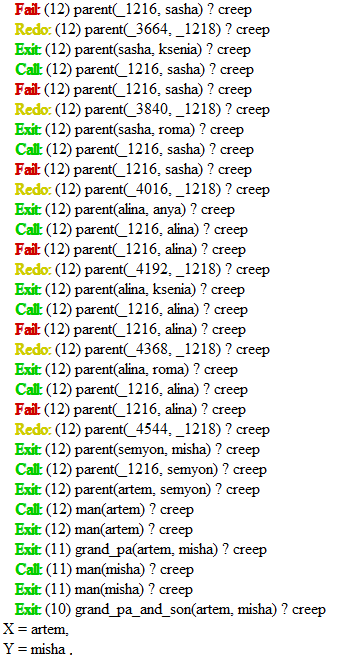 Fail: (12) parent(_1216, sasha) ? creep
Redo: (12) parent(_3664, _1218) ? creep
Exit: (12) parent(sasha, ksenia) ? creep
Call: (12) parent(_1216, sasha) ? creep
Fail: (12) parent(_1216, sasha) ? creep
Redo: (12) parent(_3840, _1218) ? creep
Exit: (12) parent(sasha, roma) ? creep
Call: (12) parent(_1216, sasha) ? creep
Fail: (12) parent(_1216, sasha) ? creep
Redo: (12) parent(_4016, _1218) ? creep
Exit: (12) parent(alina, anya) ? creep
Call: (12) parent(_1216, alina) ? creep
Fail: (12) parent(_1216, alina) ? creep
Redo: (12) parent(_4192, _1218) ? creep
Exit: (12) parent(alina, ksenia) ? creep
Call: (12) parent(_1216, alina) ? creep
Fail: (12) parent(_1216, alina) ? creep
Redo: (12) parent(_4368, _1218) ? creep
Exit: (12) parent(alina, roma) ? creep
Call: (12) parent(_1216, alina) ? creep
Fail: (12) parent(_1216, alina) ? creep
Redo: (12) parent(_4544, _1218) ? creep
Exit: (12) parent(semyon, misha) ? creep
Call: (12) parent(_1216, semyon) ? creep
Exit: (12) parent(artem, semyon) ? creep
Call: (12) man(artem) ? creep
Exit: (12) man(artem) ? creep
Exit: (11) grand_pa(artem, misha) ? creep
Call: (11) man(misha) ? creep
Exit: (11) man(misha) ? creep
Exit: (10) grand_pa_and_son(artem, misha) ? creep
X = artem,
Y = misha .